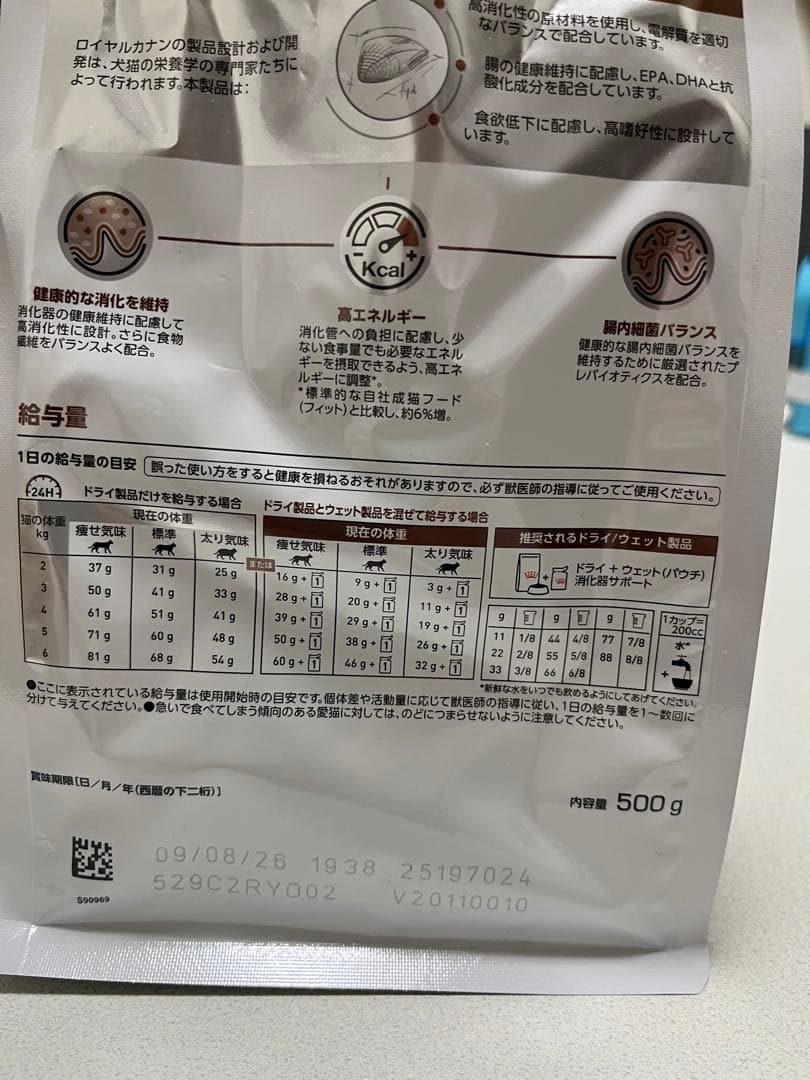 ロイヤルカナンの製品設計および開
発は、犬猫の栄養学の専門家たちに
よって行われます。本製品は:
高消化性の原材料を使用し、電解質を適切
なバランスで配合しています。
腸の健康維持に配慮し、EPA、DHAと抗
酸化成分を配合しています。
食欲低下に配慮し、高嗜好性に設計して
います。
Kcal
健康的な消化を維持
消化器の健康維持に配慮して
高消化性に設計。さらに食物
繊維をバランスよく配合。
高エネルギー
消化管への負担に配慮し、少
ない食事量でも必要なエネル
ギーを摂取できるよう、高エネ
ルギーに調整*。
*標準的な自社成猫フード
(フィット)と比較し、約6%増。
腸内細菌バランス
健康的な腸内細菌バランスを
維持するために厳選されたプ
レバイオティクスを配合。
給与量
1日の給与量の目安 誤った使い方をすると健康を損ねるおそれがありますので、必ず獣医師の指導に従ってご使用ください。
24H
ドライ製品だけを給与する場合
猫の体重 kg 現在の体重
痩せ気味 標準 太り気味
2 37 g 31 g 25 g
3 50 g 41 g 33 g
4 61 g 51 g 41 g
5 71 g 60 g 48 g
6 81 g 68 g 54 g
または
ドライ製品とウェット製品を混ぜて給与する場合
現在の体重
痩せ気味 標準 太り気味
16 g + 1 9 g + 1 3 g + 1
28 g + 1 20 g + 1 11 g + 1
39 g + 1 29 g + 1 19 g + 1
50 g + 1 38 g + 1 26 g + 1
60 g + 1 46 g + 1 32 g + 1
推奨されるドライ/ウェット製品
ドライ + ウェット(パウチ)
消化器サポート
g g g
11 1/8 44 4/8 77 7/8
22 2/8 55 5/8 88 8/8
33 3/8 66 6/8
1カップ=
200cc
水*
+
*新鮮な水をいつでも飲めるようにしてあげてください。
●ここに表示されている給与量は使用開始時の目安です。個体差や活動量に応じて獣医師の指導に従い、1日の給与量を1〜数回に
分けて与えてください。●急いで食べてしまう傾向のある愛猫に対しては、のどにつまらせないように注意してください。
賞味期限[日/月/年(西暦の下二桁)]
内容量 500 g
09/08/26 1938 25197024
529C2RYO02 V20110010
S90969